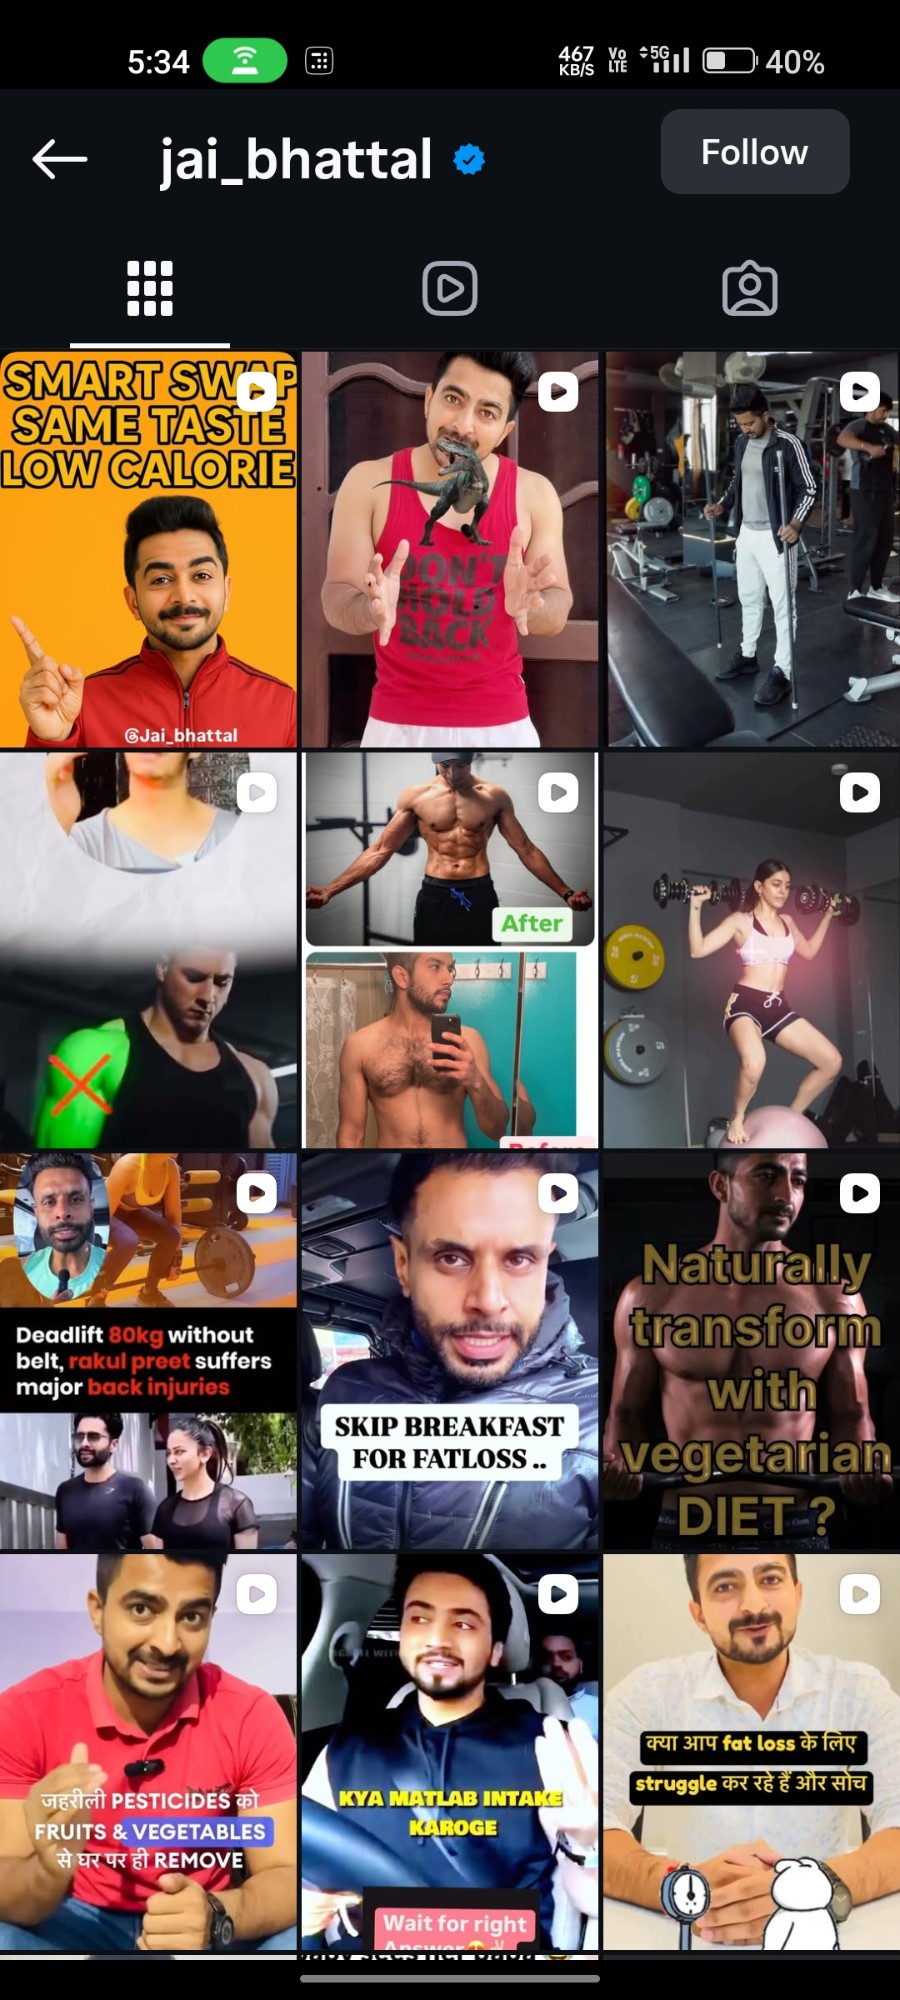 5:34
467
KB/S
Vo
LTE
5G
40%
jai_bhattal
Follow
SMART SWAP
SAME TASTE
LOW CALORIE
@Jai_bhattal
DON'T
HOLD
BACK
After
Before
Deadlift 80kg without
belt, rakul preet suffers
major back injuries
SKIP BREAKFAST
FOR FATLOSS ..
Naturally
transform
with
vegetarian
DIET ?
जहरीली PESTICIDES को
FRUITS & VEGETABLES
से घर पर ही REMOVE
KYA MATLAB INTAKE
KAROGE
Wait for right
Answer
क्या आप fat loss के लिए
struggle कर रहे हैं और सोच